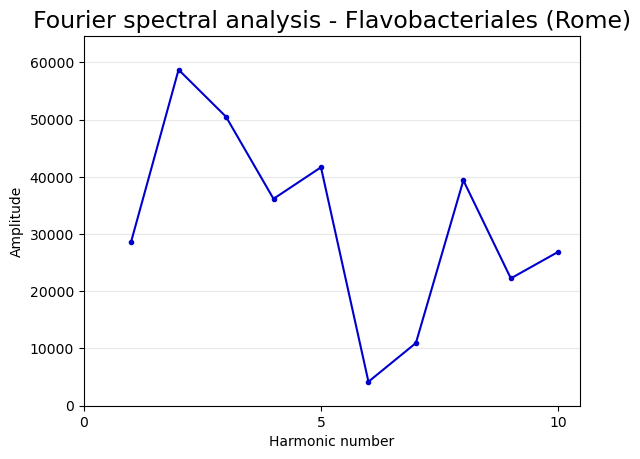 Fourier spectral analysis - Flavobacteriales (Rome)
60000
50000
40000
30000
20000
10000
0
0 5 10
Amplitude
Harmonic number